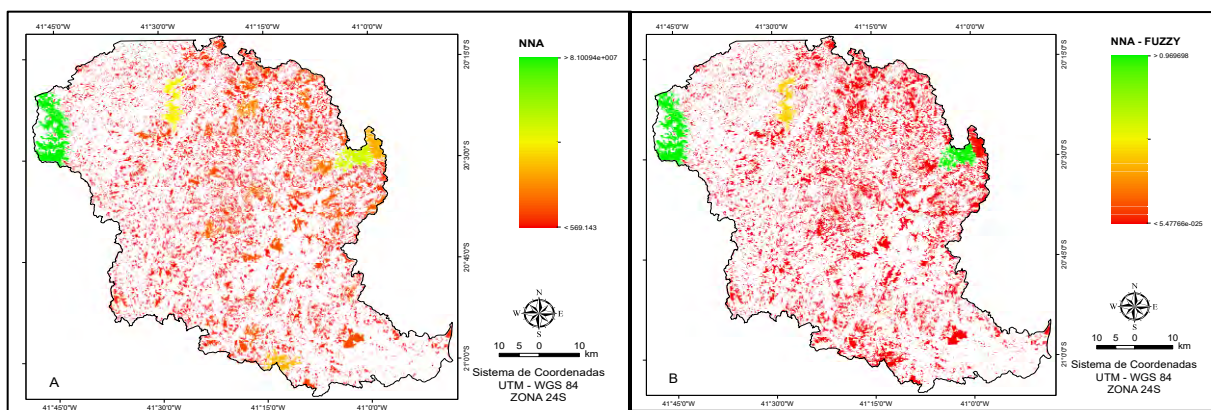 41°45'0"W 41°30'0"W 41°15'0"W 41°0'0"W
NNA
> 8.10094e+007
< 569.143
20°15'0"S
20°30'0"S
20°45'0"S
21°0'0"S
N
W E
S
10 5 0 10
km
Sistema de Coordenadas
UTM - WGS 84
ZONA 24S
A
41°45'0"W 41°30'0"W 41°15'0"W 41°0'0"W
41°45'0"W 41°30'0"W 41°15'0"W 41°0'0"W
NNA - FUZZY
> 0.969698
< 5.47766e-025
20°15'0"S
20°30'0"S
20°45'0"S
21°0'0"S
N
W E
S
10 5 0 10
km
Sistema de Coordenadas
UTM - WGS 84
ZONA 24S
B
41°45'0"W 41°30'0"W 41°15'0"W 41°0'0"W